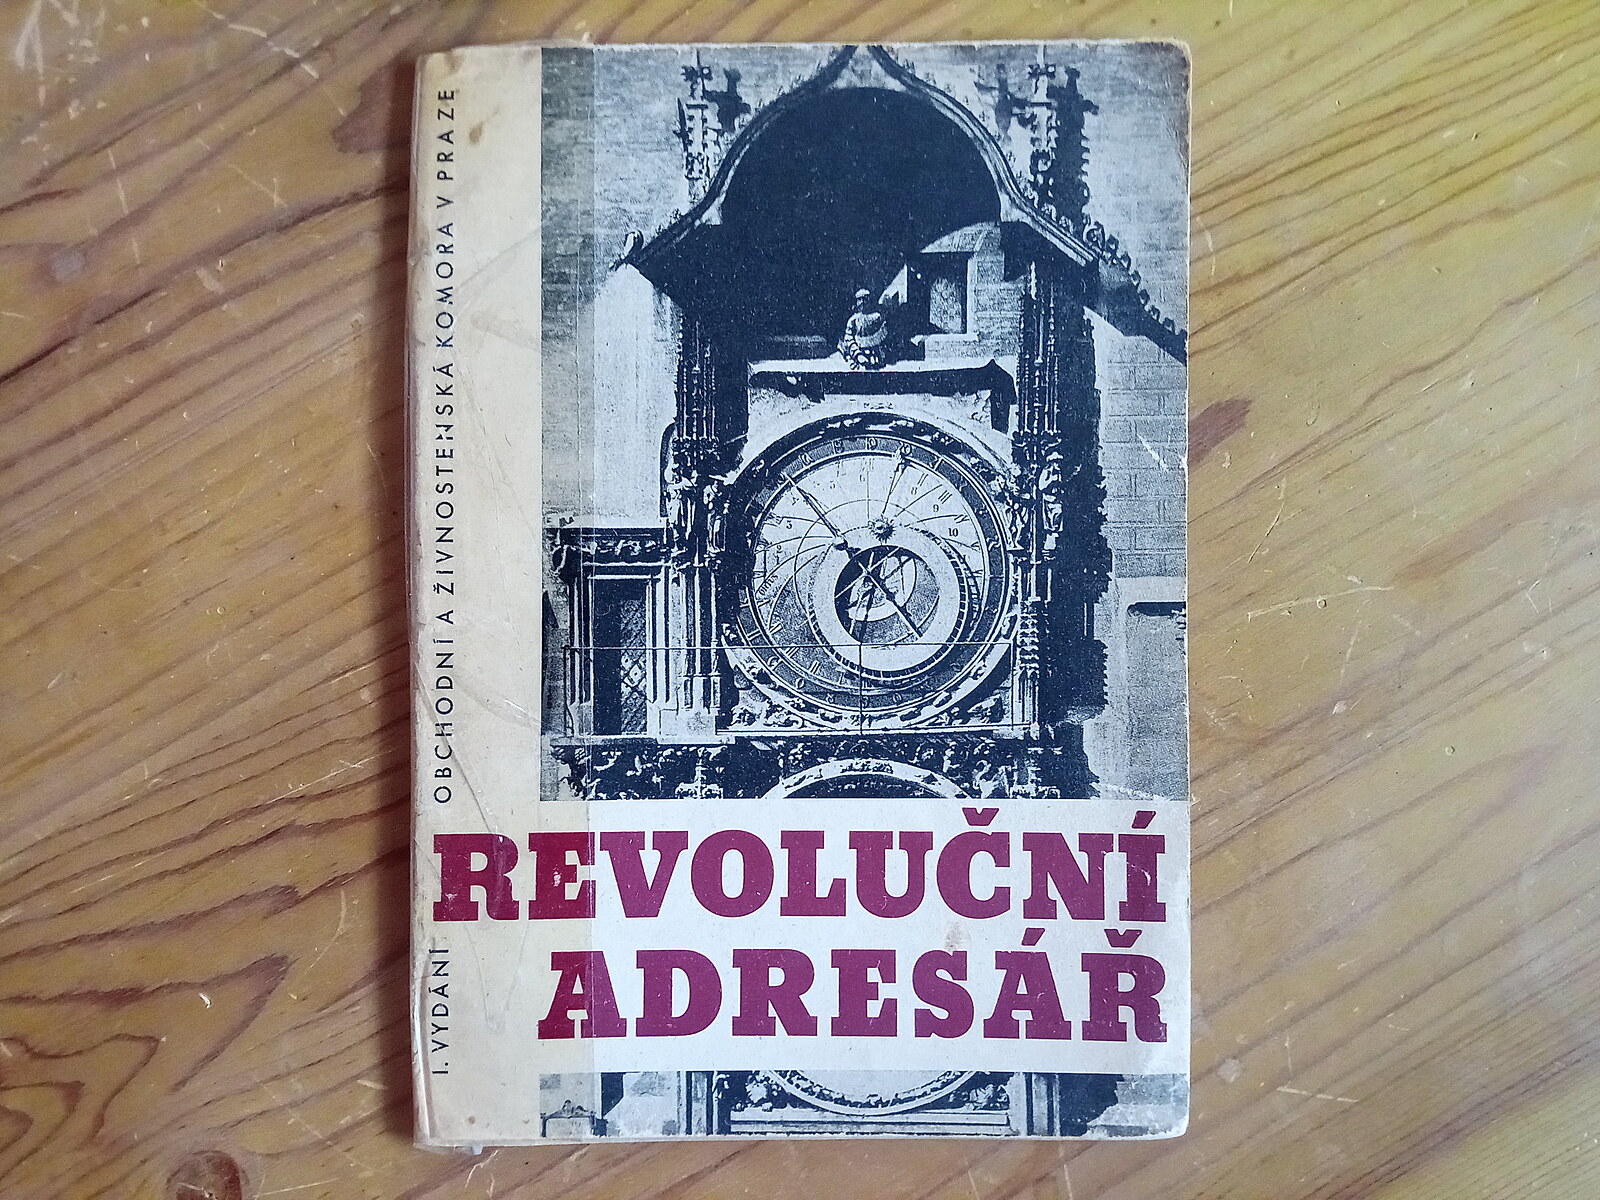 OBCHODNÍ A ŽIVNOSTENSKÁ KOMORA V PRAZE
REVOLUČNÍ
ADRESÁŘ
I. VYDÁNÍ